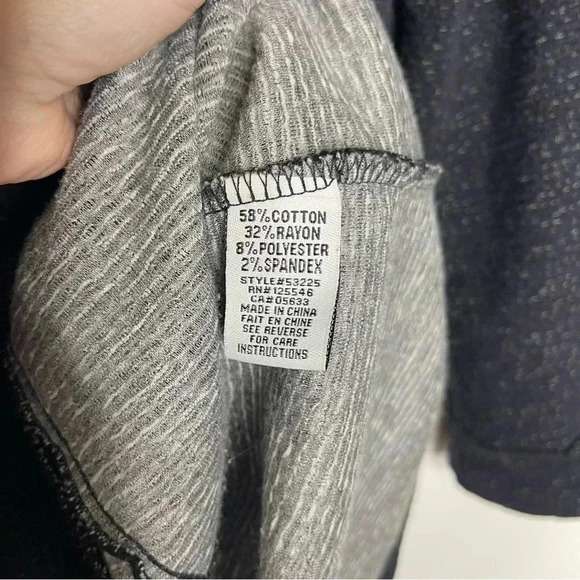 58%COTTON
32%RAYON
8%POLYESTER
2%SPANDEX
STYLE#53225
RN#125546
CA#05633
MADE IN CHINA
FAIT EN CHINE
SEE REVERSE
FOR CARE
INSTRUCTIONS